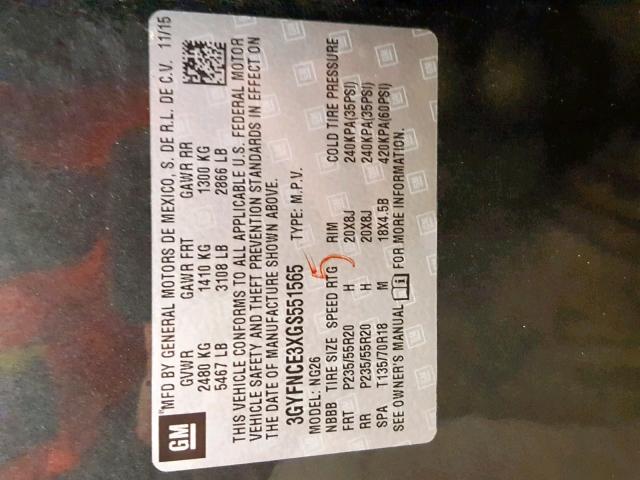 GM
MFD BY GENERAL MOTORS DE MEXICO, S. DE R.L. DE C.V. 11/15
GVWR GAWR FRT GAWR RR
2480 KG 1410 KG 1300 KG
5467 LB 3108 LB 2866 LB
THIS VEHICLE CONFORMS TO ALL APPLICABLE U.S. FEDERAL MOTOR
VEHICLE SAFETY AND THEFT PREVENTION STANDARDS IN EFFECT ON
THE DATE OF MANUFACTURE SHOWN ABOVE.
3GYFNCE3XGS551565 TYPE: M.P.V.
MODEL: NG26
5
NBBB TIRE SIZE SPEED RTG RIM COLD TIRE PRESSURE
FRT P235/55R20 H 20X8J 240KPA(35PSI)
RR P235/55R20 H 20X8J 240KPA(35PSI)
SPA T135/70R18 M 18X4.5B 420KPA(60PSI)
SEE OWNER'S MANUAL FOR MORE INFORMATION.